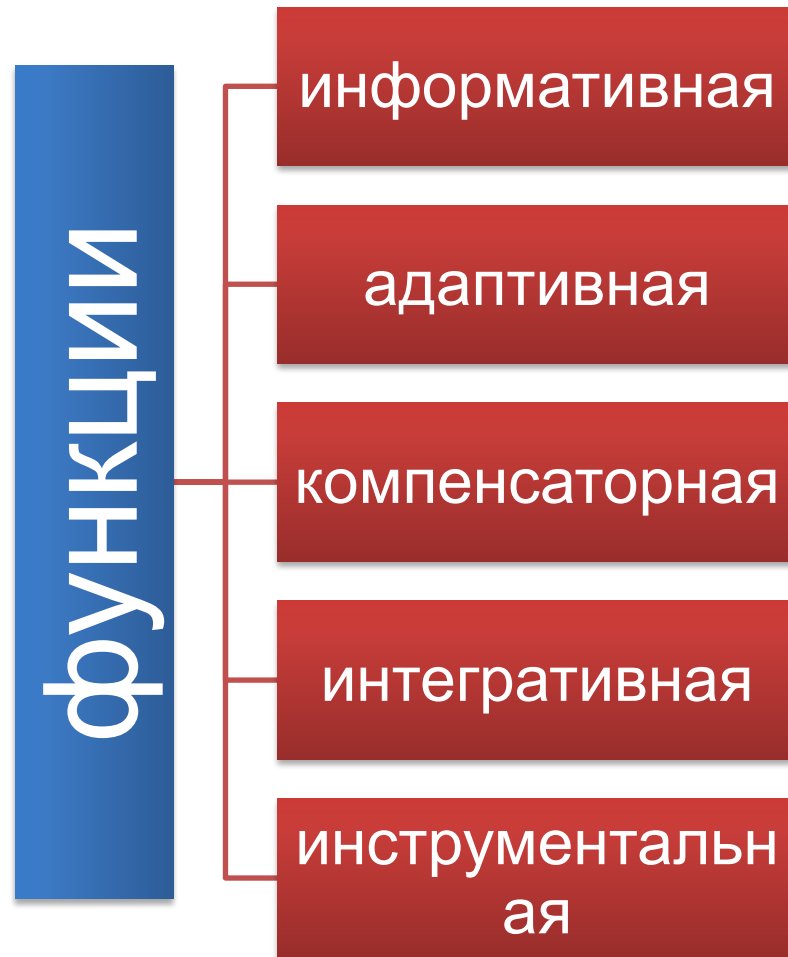 функции
информативная
адаптивная
компенсаторная
интегративная
инструментальн
ая